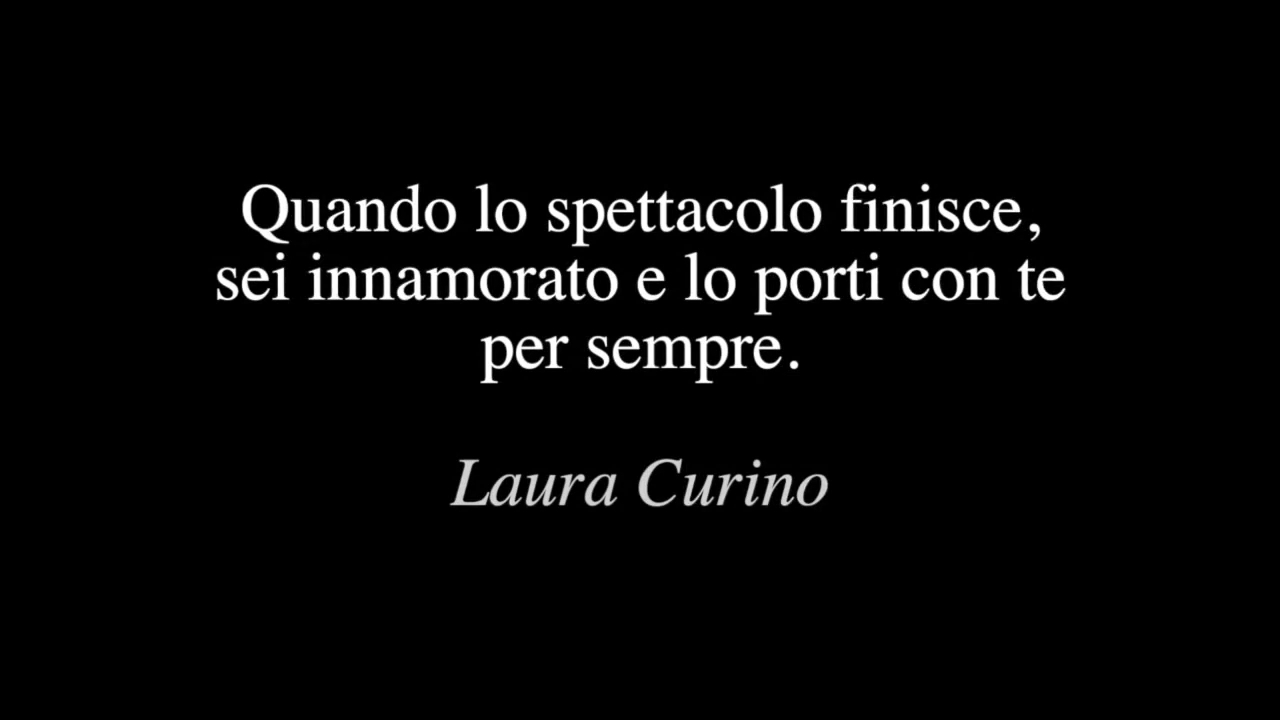 Quando lo spettacolo finisce,
sei innamorato e lo porti con te
per sempre.
Laura Curino